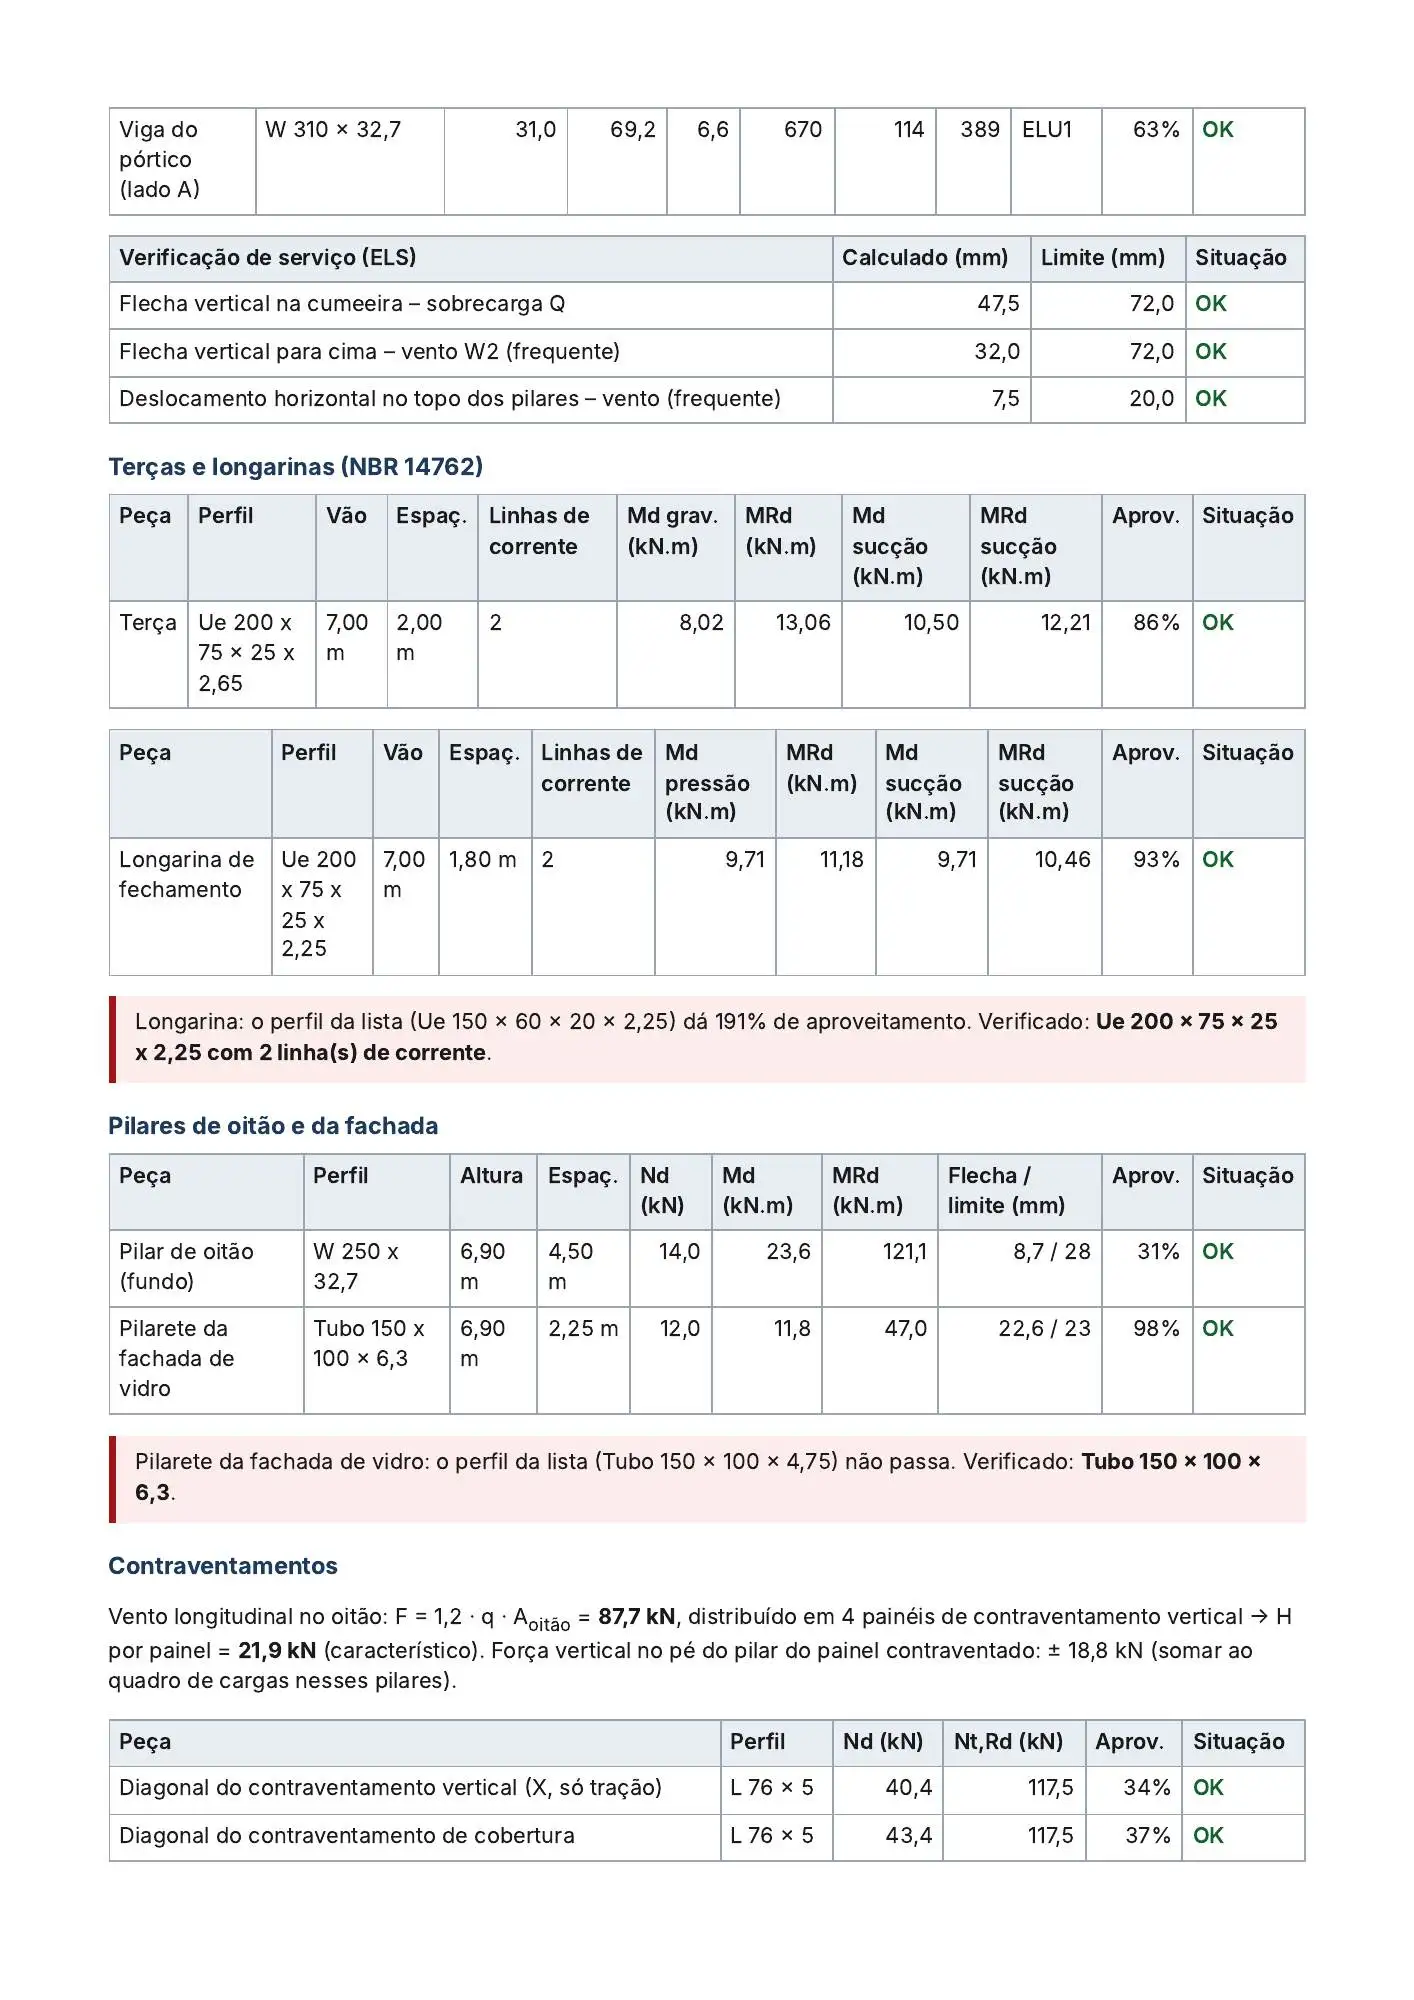 Viga do pórtico (lado A) W 310 × 32,7 31,0 69,2 6,6 670 114 389 ELU1 63% OK
Verificação de serviço (ELS) Calculado (mm) Limite (mm) Situação
Flecha vertical na cumeeira – sobrecarga Q 47,5 72,0 OK
Flecha vertical para cima – vento W2 (frequente) 32,0 72,0 OK
Deslocamento horizontal no topo dos pilares – vento (frequente) 7,5 20,0 OK
Terças e longarinas (NBR 14762)
Peça Perfil Vão Espaç. Linhas de corrente Md grav. (kN.m) MRd (kN.m) Md sucção (kN.m) MRd sucção (kN.m) Aprov. Situação
Terça Ue 200 x 75 × 25 x 2,65 7,00 m 2,00 m 2 8,02 13,06 10,50 12,21 86% OK
Peça Perfil Vão Espaç. Linhas de corrente Md pressão (kN.m) MRd (kN.m) Md sucção (kN.m) MRd sucção (kN.m) Aprov. Situação
Longarina de fechamento Ue 200 x 75 x 25 x 2,25 7,00 m 1,80 m 2 9,71 11,18 9,71 10,46 93% OK
Longarina: o perfil da lista (Ue 150 × 60 × 20 × 2,25) dá 191% de aproveitamento. Verificado: Ue 200 × 75 × 25
x 2,25 com 2 linha(s) de corrente.
Pilares de oitão e da fachada
Peça Perfil Altura Espaç. Nd (kN) Md (kN.m) MRd (kN.m) Flecha / limite (mm) Aprov. Situação
Pilar de oitão (fundo) W 250 x 32,7 6,90 m 4,50 m 14,0 23,6 121,1 8,7 / 28 31% OK
Pilarete da fachada de vidro Tubo 150 x 100 × 6,3 6,90 m 2,25 m 12,0 11,8 47,0 22,6 / 23 98% OK
Pilarete da fachada de vidro: o perfil da lista (Tubo 150 × 100 × 4,75) não passa. Verificado: Tubo 150 × 100 ×
6,3.
Contraventamentos
Vento longitudinal no oitão: F = 1,2 · q · Aoitão = 87,7 kN, distribuído em 4 painéis de contraventamento vertical → H
por painel = 21,9 kN (característico). Força vertical no pé do pilar do painel contraventado: ± 18,8 kN (somar ao
quadro de cargas nesses pilares).
Peça Perfil Nd (kN) Nt,Rd (kN) Aprov. Situação
Diagonal do contraventamento vertical (X, só tração) L 76 × 5 40,4 117,5 34% OK
Diagonal do contraventamento de cobertura L 76 × 5 43,4 117,5 37% OK